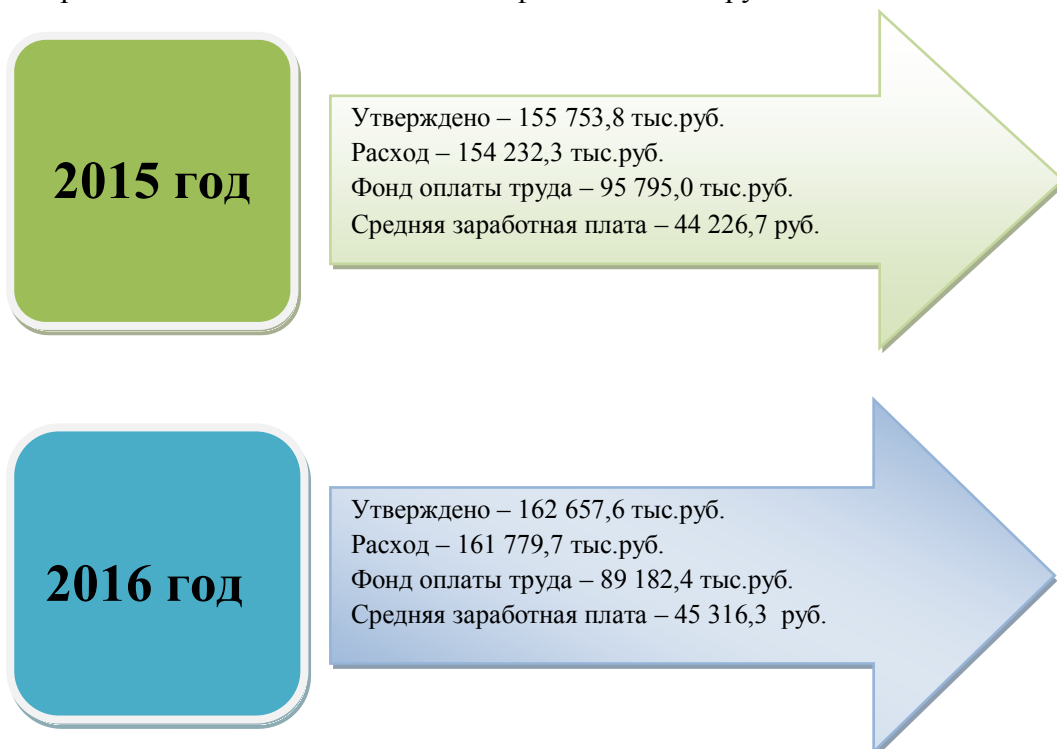 2015 год
Утверждено – 155 753,8 тыс.руб.
Расход – 154 232,3 тыс.руб.
Фонд оплаты труда – 95 795,0 тыс.руб.
Средняя заработная плата – 44 226,7 руб.
2016 год
Утверждено – 162 657,6 тыс.руб.
Расход – 161 779,7 тыс.руб.
Фонд оплаты труда – 89 182,4 тыс.руб.
Средняя заработная плата – 45 316,3  руб.